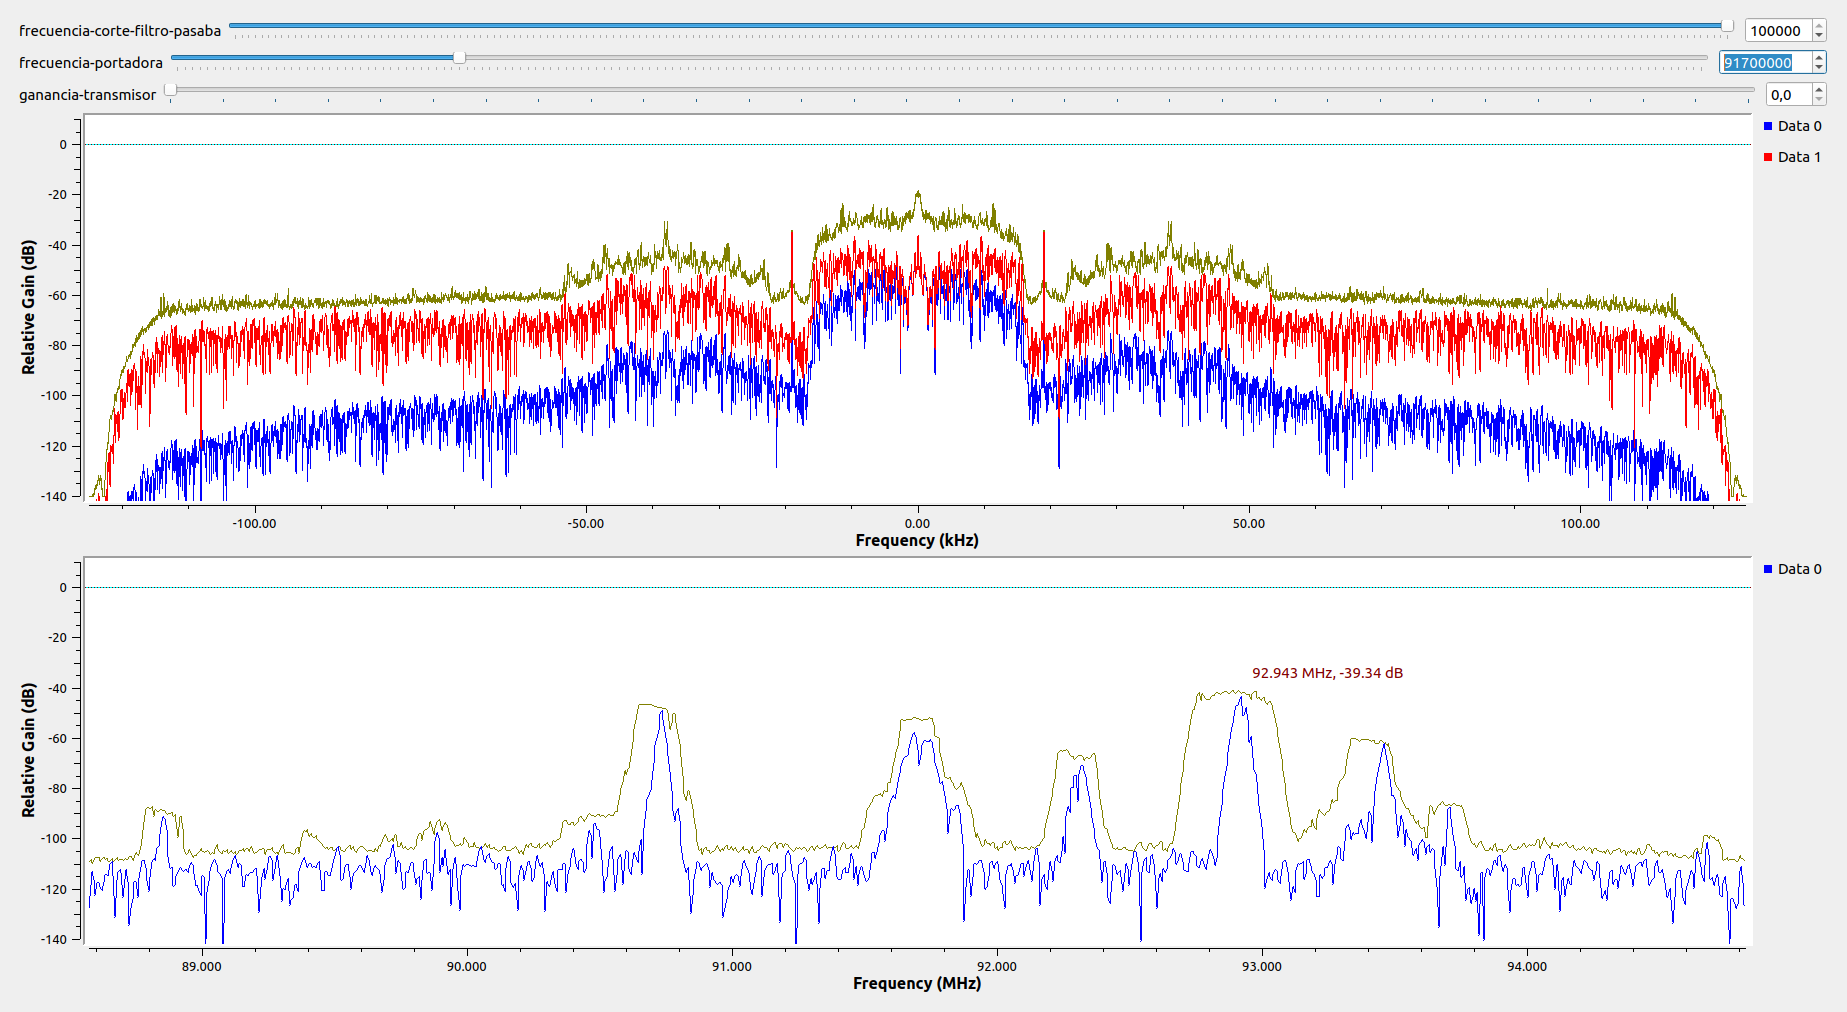 frecuencia-corte-filtro-pasaba 100000
frecuencia-portadora 91700000
ganancia-transmisor 0,0
Data 0
Data 1
Relative Gain (dB)
0
-20
-40
-60
-80
-100
-120
-140
-100.00 -50.00 0.00 50.00 100.00
Frequency (kHz)
Data 0
Relative Gain (dB)
0
-20
-40
-60
-80
-100
-120
-140
92.943 MHz, -39.34 dB
89.000 90.000 91.000 92.000 93.000 94.000
Frequency (MHz)